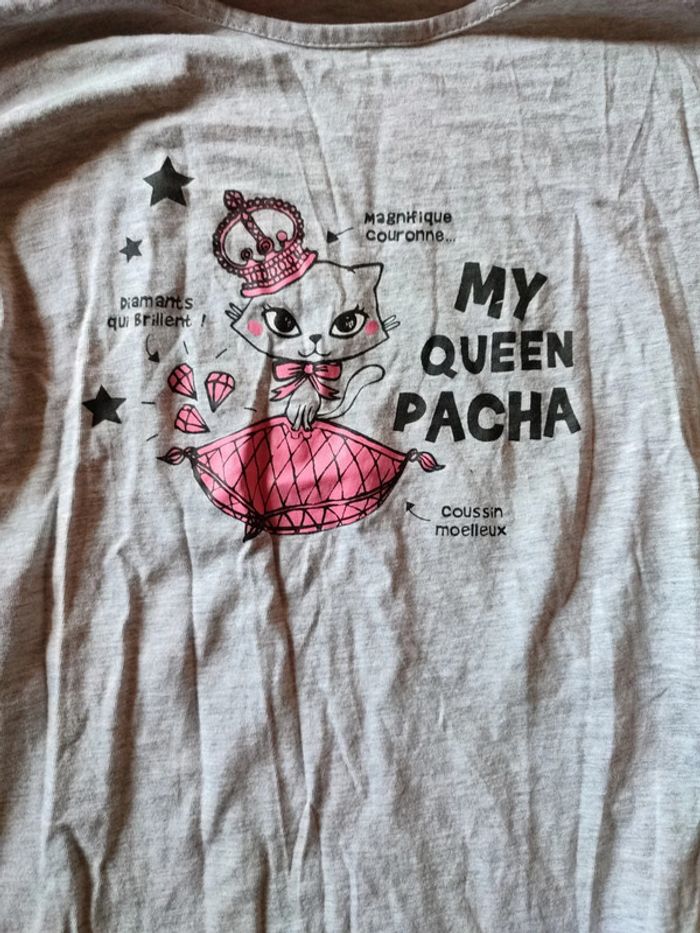 Magnifique
couronne...
Diamants
qui Brillent !
MY
QUEEN
PACHA
coussin
moelleux